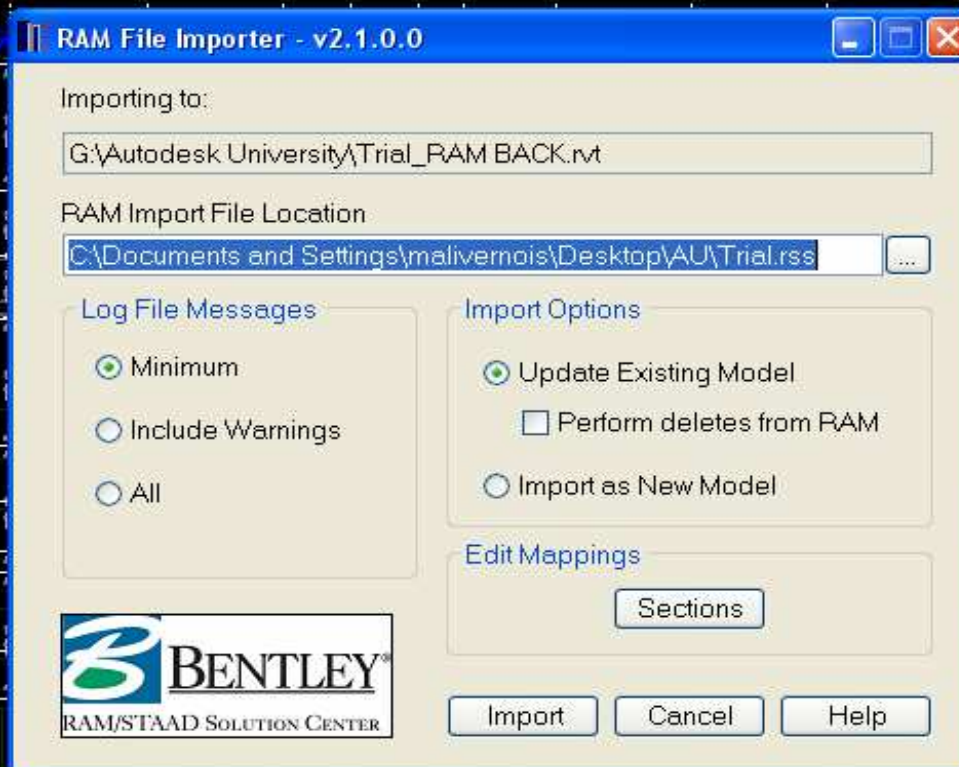 RAM File Importer - v2.1.0.0
Importing to:
G:\Autodesk University\Trial_RAM BACK.rvt
RAM Import File Location
C:\Documents and Settings\malivernois\Desktop\AU\Trial.rss
...
Log File Messages
Minimum
Include Warnings
All
Import Options
Update Existing Model
Perform deletes from RAM
Import as New Model
Edit Mappings
Sections
B BENTLEY®
RAM/STAAD SOLUTION CENTER
Import
Cancel
Help